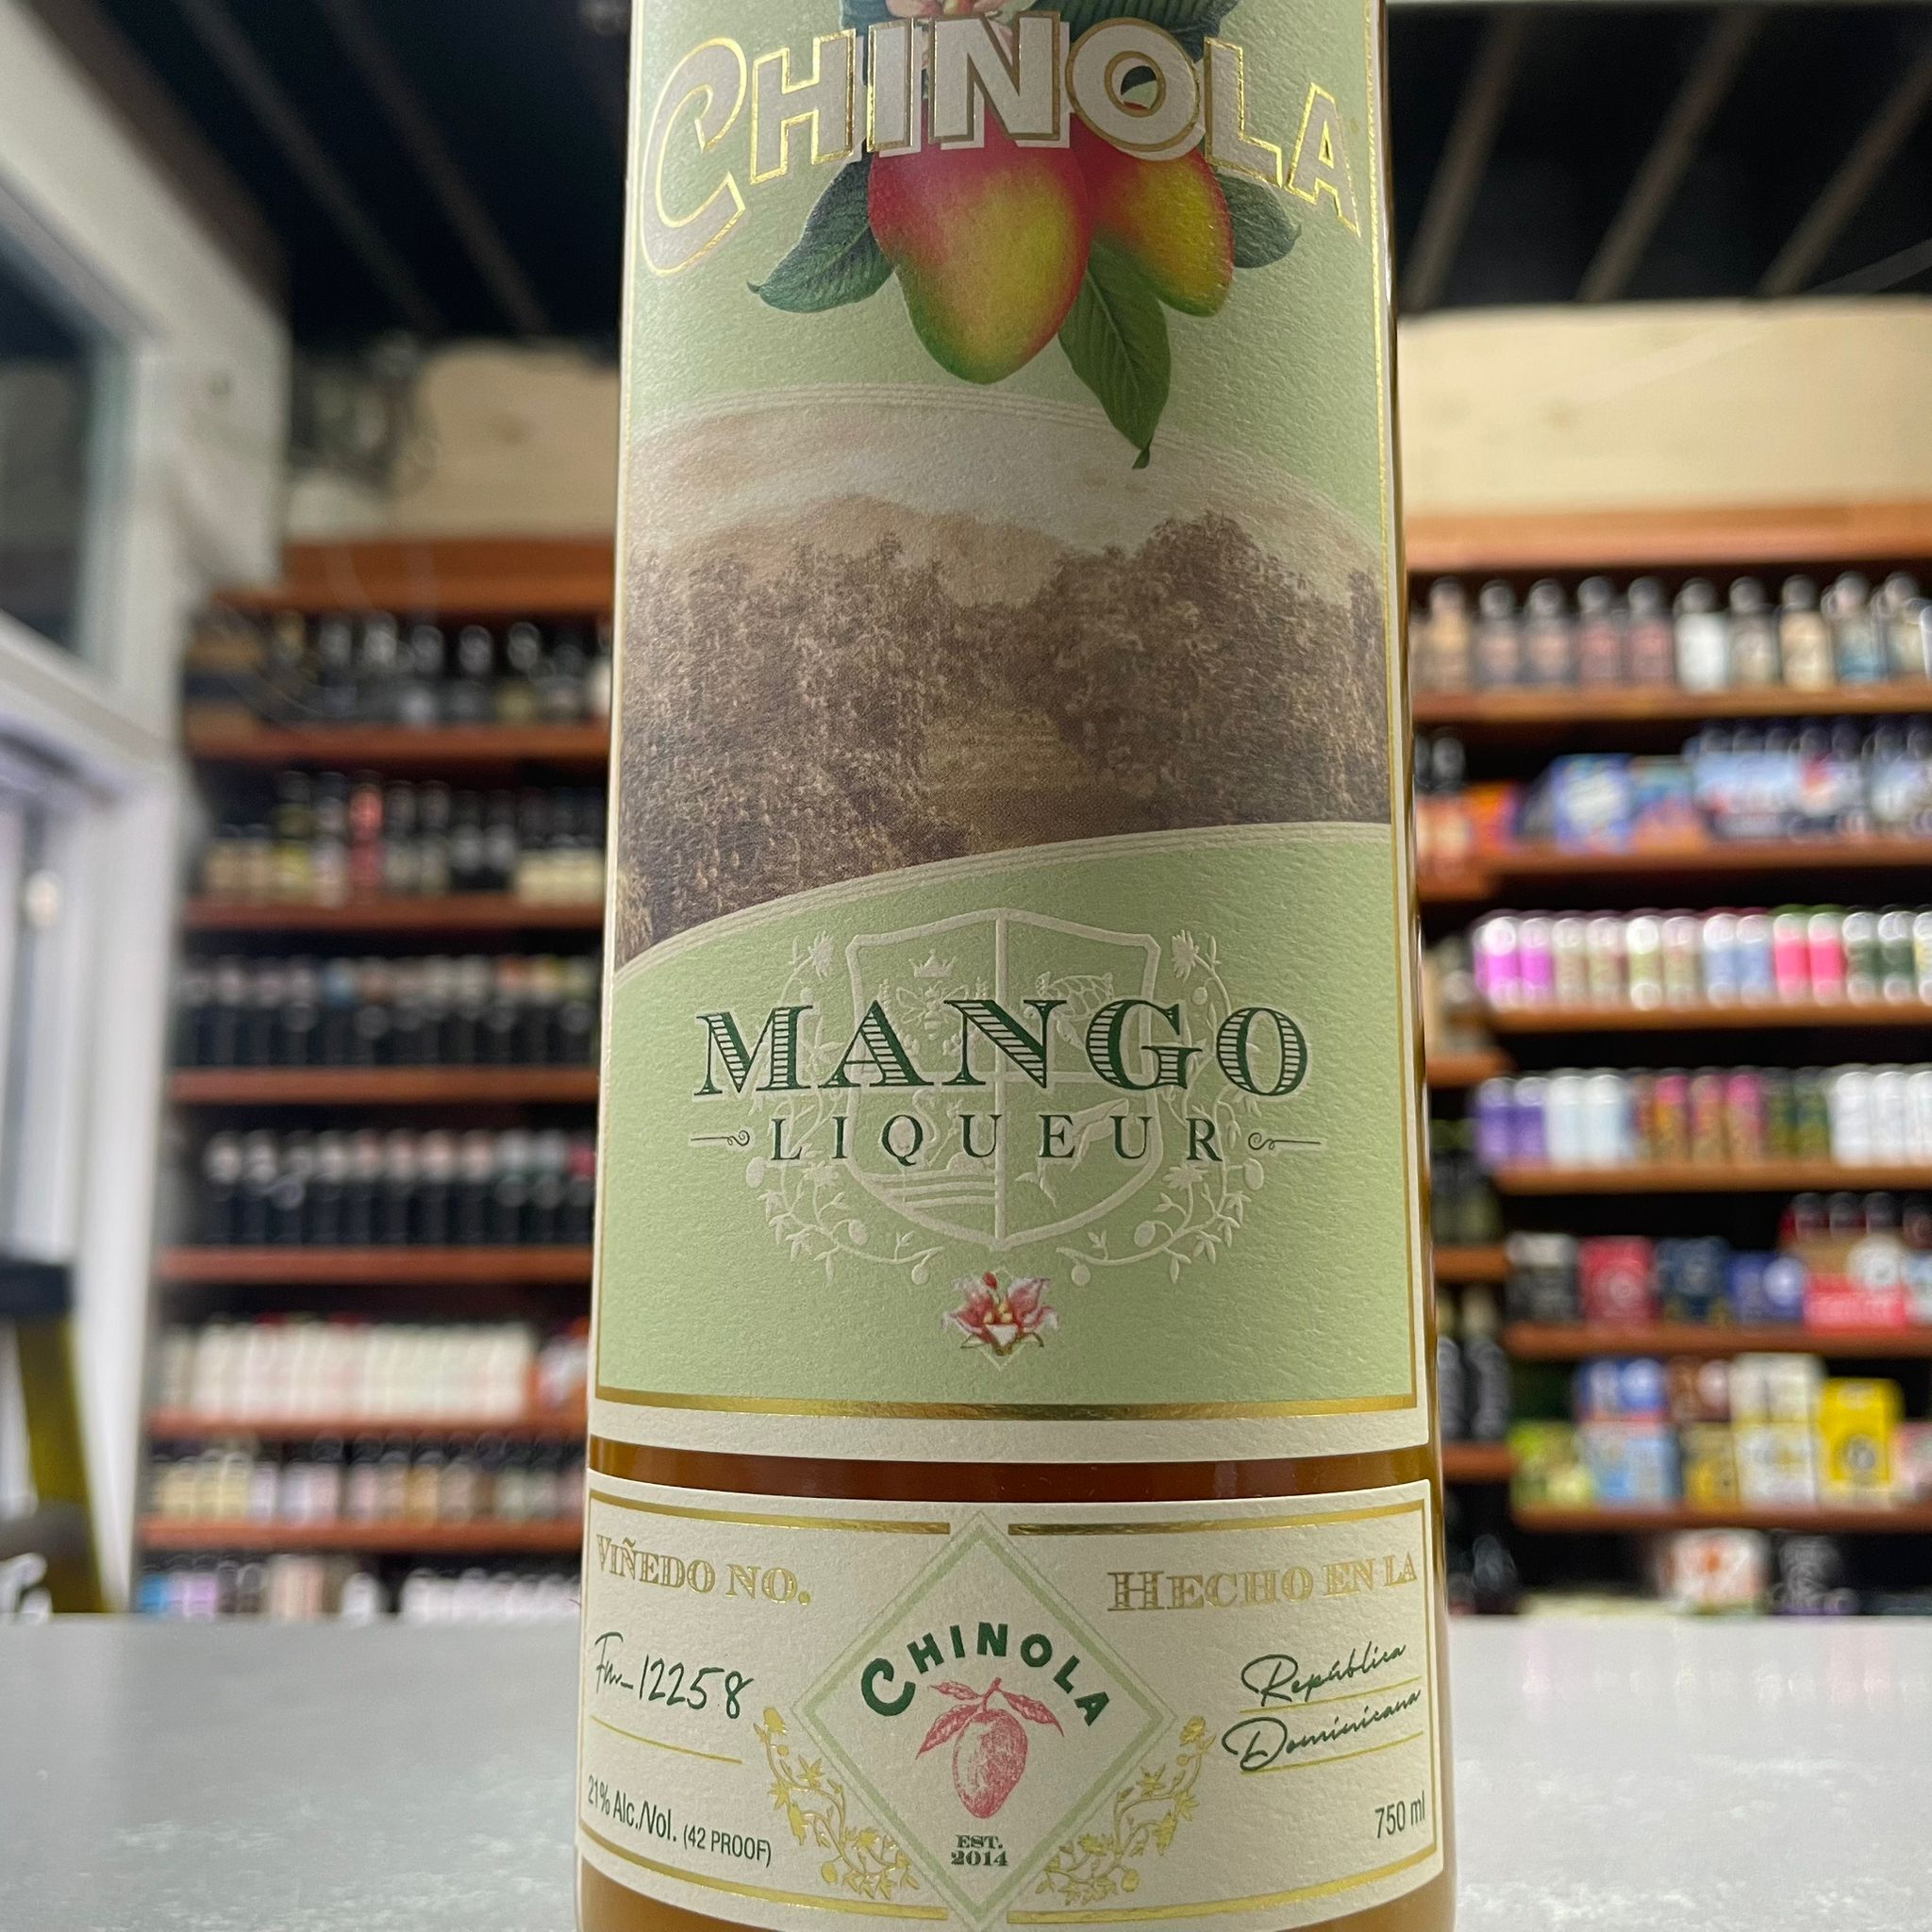 CHINOLA
MANGO
LIQUEUR
VIÑEDO NO.
HECHO EN LA
CHINOLA
República
Dominicana
21% Alc./Vol. (42 PROOF)
750 ml
EST.
2014